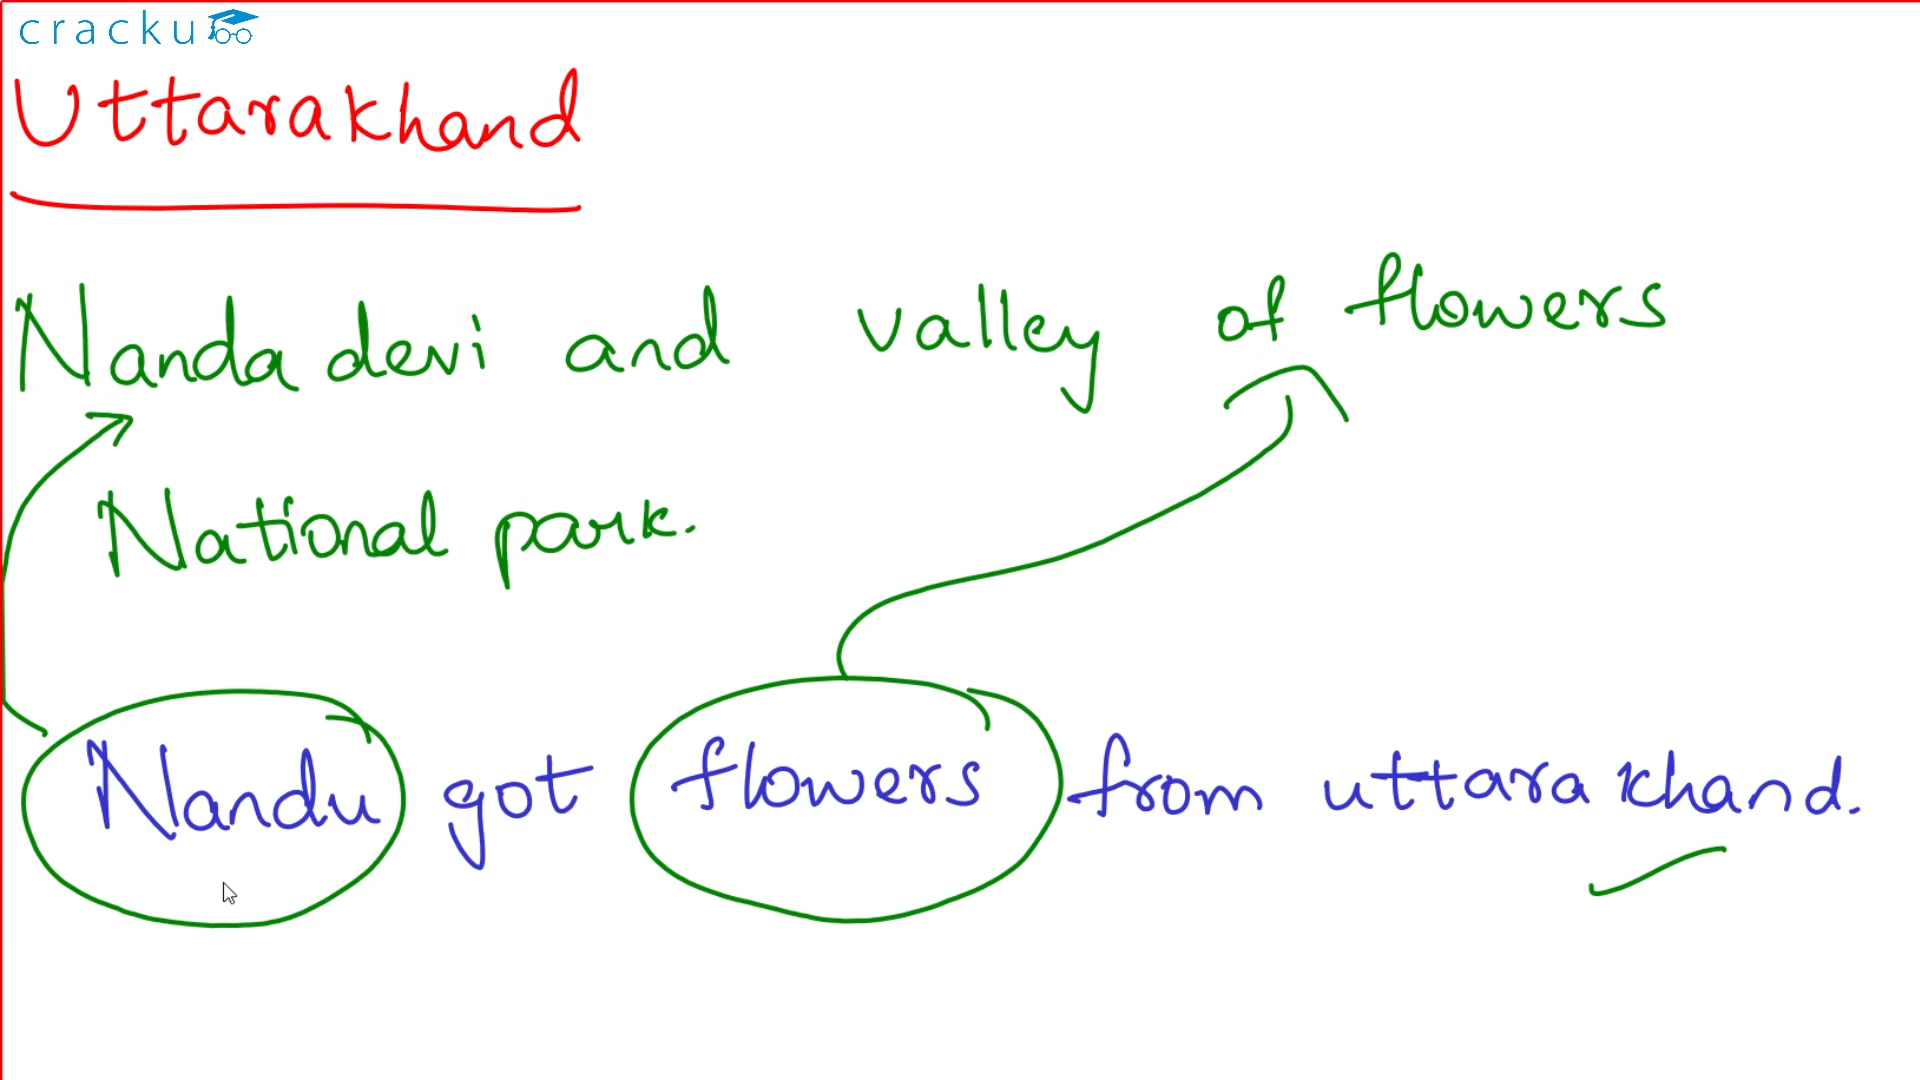 cracku
Uttarakhand
Nanda devi and valley of flowers
National park.
Nandu got flowers from uttarakhand.